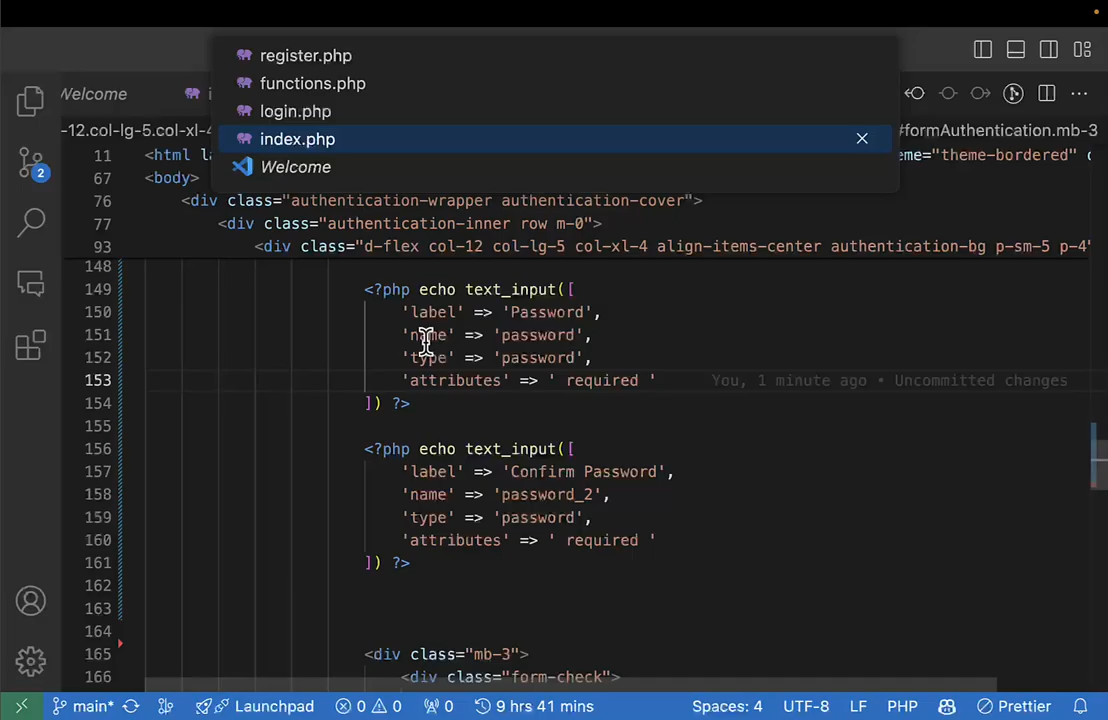 register.php
functions.php
login.php
index.php
Welcome
Welcome
-12.col-lg-5.col-xl-4
#formAuthentication.mb-3
11 <html la eme="theme-bordered"
67 <body>
76 <div class="authentication-wrapper authentication-cover">
77 <div class="authentication-inner row m-0">
93 <div class="d-flex col-12 col-lg-5 col-xl-4 align-items-center authentication-bg p-sm-5 p-4"
148
149 <?php echo text_input([
150 'label' => 'Password',
151 'name' => 'password',
152 'type' => 'password',
153 'attributes' => ' required ' You, 1 minute ago • Uncommitted changes
154 ]) ?>
155
156 <?php echo text_input([
157 'label' => 'Confirm Password',
158 'name' => 'password_2',
159 'type' => 'password',
160 'attributes' => ' required '
161 ]) ?>
162
163
164
165 <div class="mb-3">
166 <div class="form-check">
2
main* Launchpad 0 0 0 9 hrs 41 mins Spaces: 4 UTF-8 LF PHP Prettier